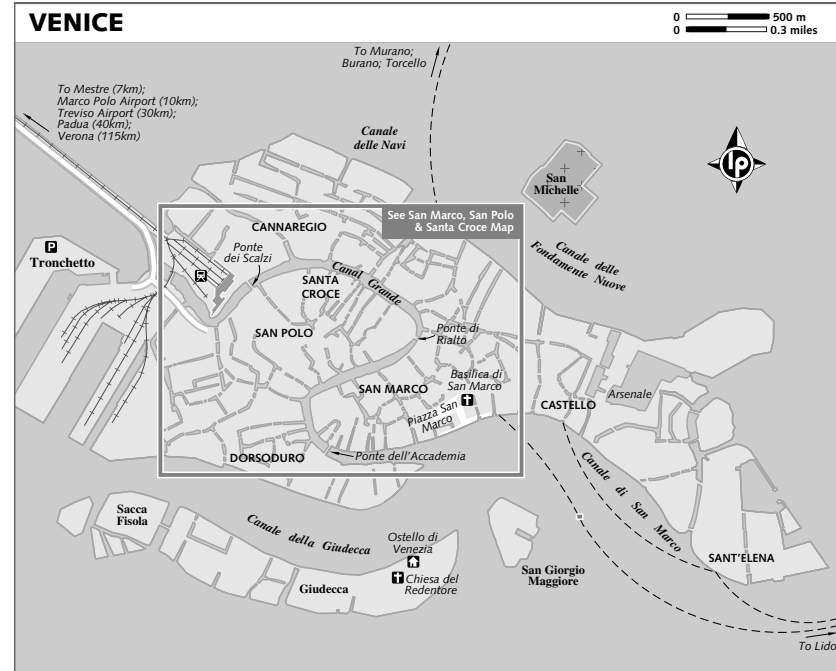 VENICE
0 500 m
0 0.3 miles
To Murano;
Burano; Torcello
To Mestre (7km);
Marco Polo Airport (10km);
Treviso Airport (30km);
Padua (40km);
Verona (115km)
Canale
delle Navi
San
Michelle
lp
See San Marco, San Polo
& Santa Croce Map
CANNAREGIO
Canale delle
Fondamente Nuove
P
Tronchetto
Ponte
dei Scalzi
SANTA
CROCE
Canal Grande
SAN POLO
Ponte di
Rialto
Basilica di
San Marco
SAN MARCO
Piazza San
Marco
CASTELLO
Arsenale
DORSODURO
Ponte dell'Accademia
Canale di San Marco
Sacca
Fisola
Canale della Giudecca
Ostello di
Venezia
Chiesa del
Redentore
Giudecca
San Giorgio
Maggiore
SANT'ELENA
To Lido